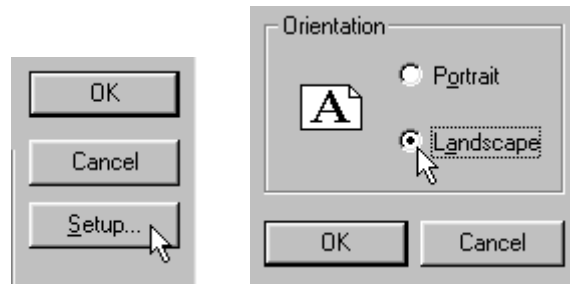 OK
Cancel
Setup...
Orientation
A
Portrait
Landscape
OK Cancel